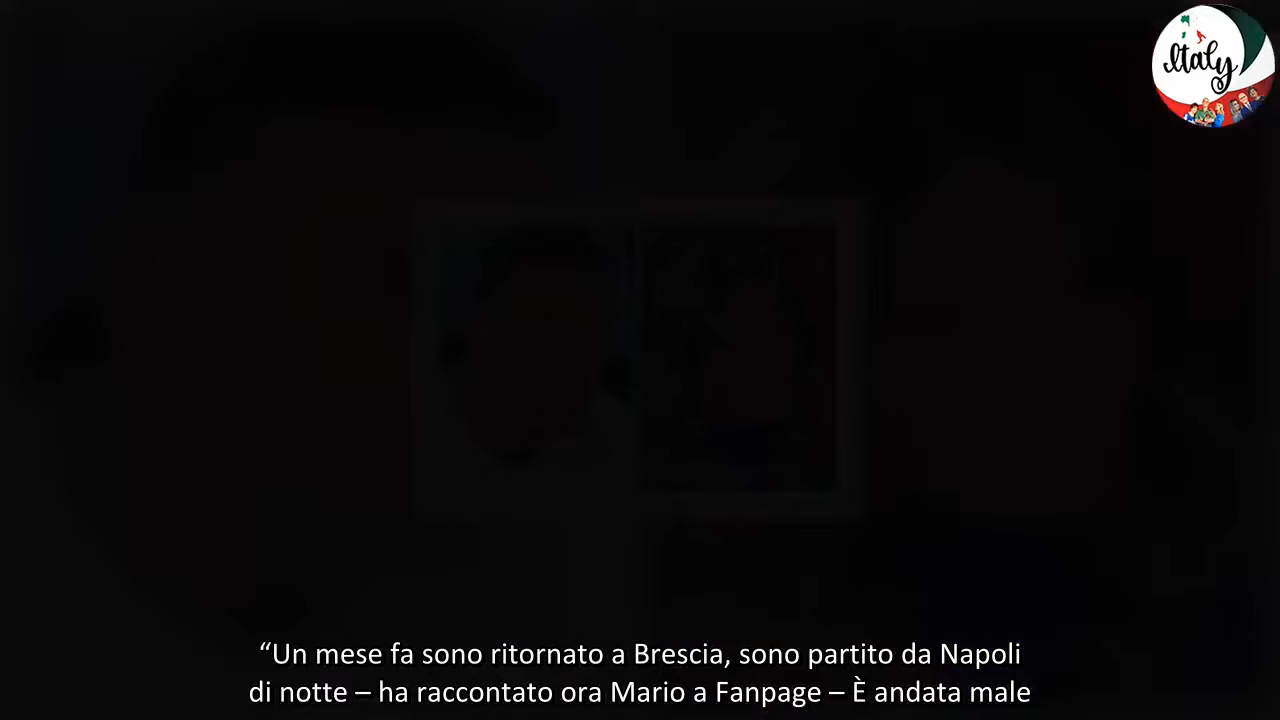 Italy
“Un mese fa sono ritornato a Brescia, sono partito da Napoli
di notte – ha raccontato ora Mario a Fanpage – È andata male